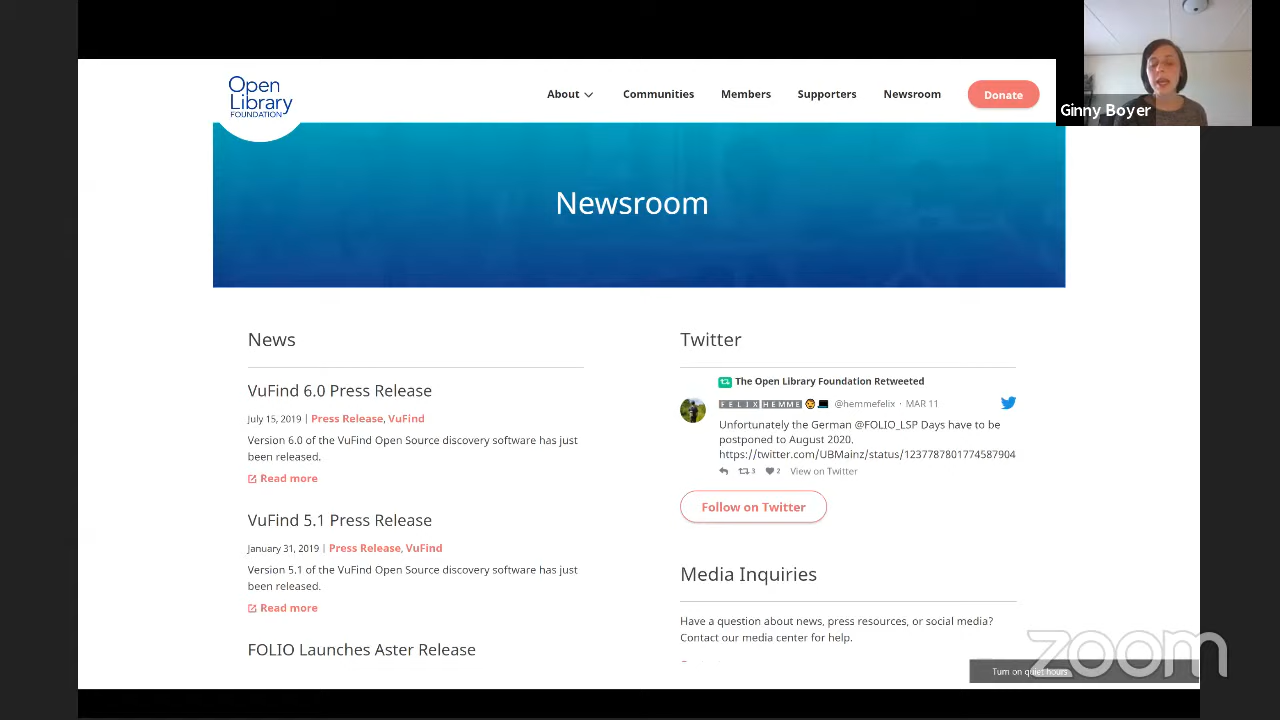 Open
Library
FOUNDATION
About
Communities
Members
Supporters
Newsroom
Donate
Ginny Boyer
Newsroom
News
VuFind 6.0 Press Release
July 15, 2019 | Press Release, VuFind
Version 6.0 of the VuFind Open Source discovery software has just
been released.
Read more
VuFind 5.1 Press Release
January 31, 2019 | Press Release, VuFind
Version 5.1 of the VuFind Open Source discovery software has just
been released.
Read more
FOLIO Launches Aster Release
Twitter
The Open Library Foundation Retweeted
FELIX HEMME @hemmefelix · MAR 11
Unfortunately the German @FOLIO_LSP Days have to be
postponed to August 2020.
https://twitter.com/UBMainz/status/1237787801774587904
3 2 View on Twitter
Follow on Twitter
Media Inquiries
Have a question about news, press resources, or social media?
Contact our media center for help.
Turn on quiet hours
zoom